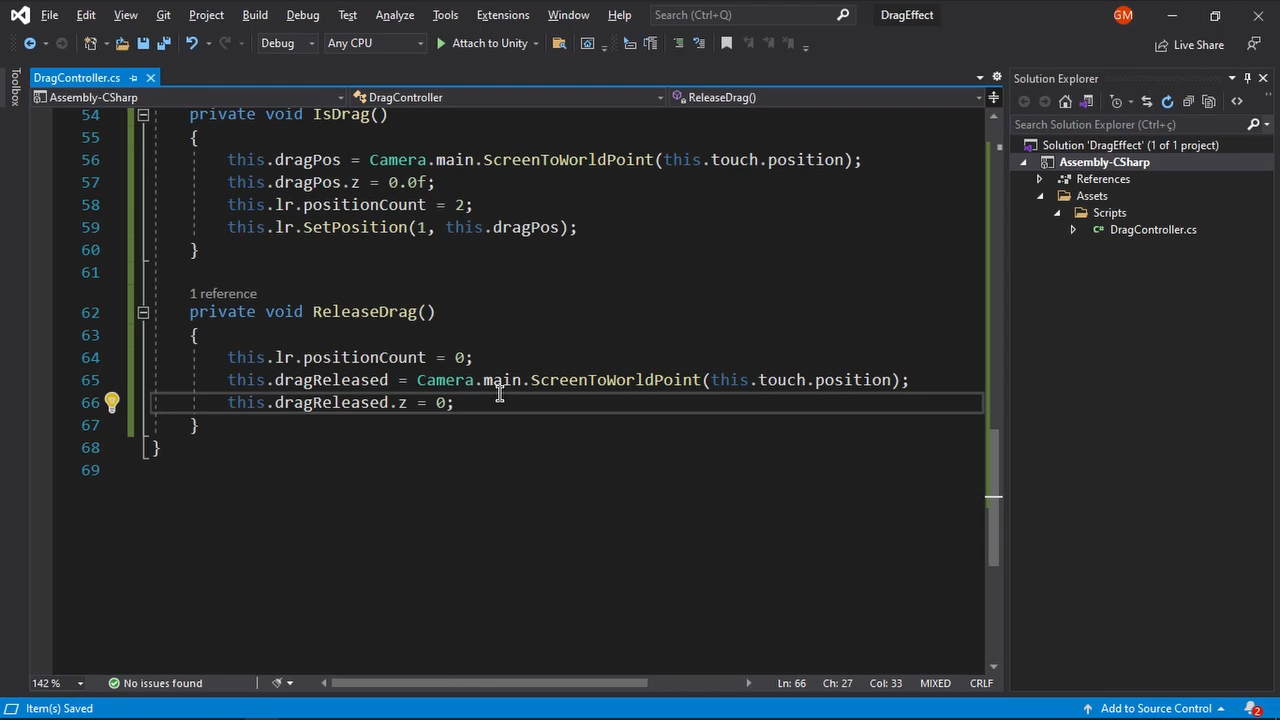 File Edit View Git Project Build Debug Test Analyze Tools Extensions Window Help Search (Ctrl+Q) DragEffect GM
Debug Any CPU Attach to Unity Live Share
Toolbox
DragController.cs
Assembly-CSharp DragController ReleaseDrag()
54 private void IsDrag()
55 {
56 this.dragPos = Camera.main.ScreenToWorldPoint(this.touch.position);
57 this.dragPos.z = 0.0f;
58 this.lr.positionCount = 2;
59 this.lr.SetPosition(1, this.dragPos);
60 }
61
1 reference
62 private void ReleaseDrag()
63 {
64 this.lr.positionCount = 0;
65 this.dragReleased = Camera.main.ScreenToWorldPoint(this.touch.position);
66 this.dragReleased.z = 0;
67 }
68 }
69
142 % No issues found Ln: 66 Ch: 27 Col: 33 MIXED CRLF
Solution Explorer
Search Solution Explorer (Ctrl+ç)
Solution 'DragEffect' (1 of 1 project)
Assembly-CSharp
References
Assets
Scripts
C# DragController.cs
Item(s) Saved Add to Source Control 2